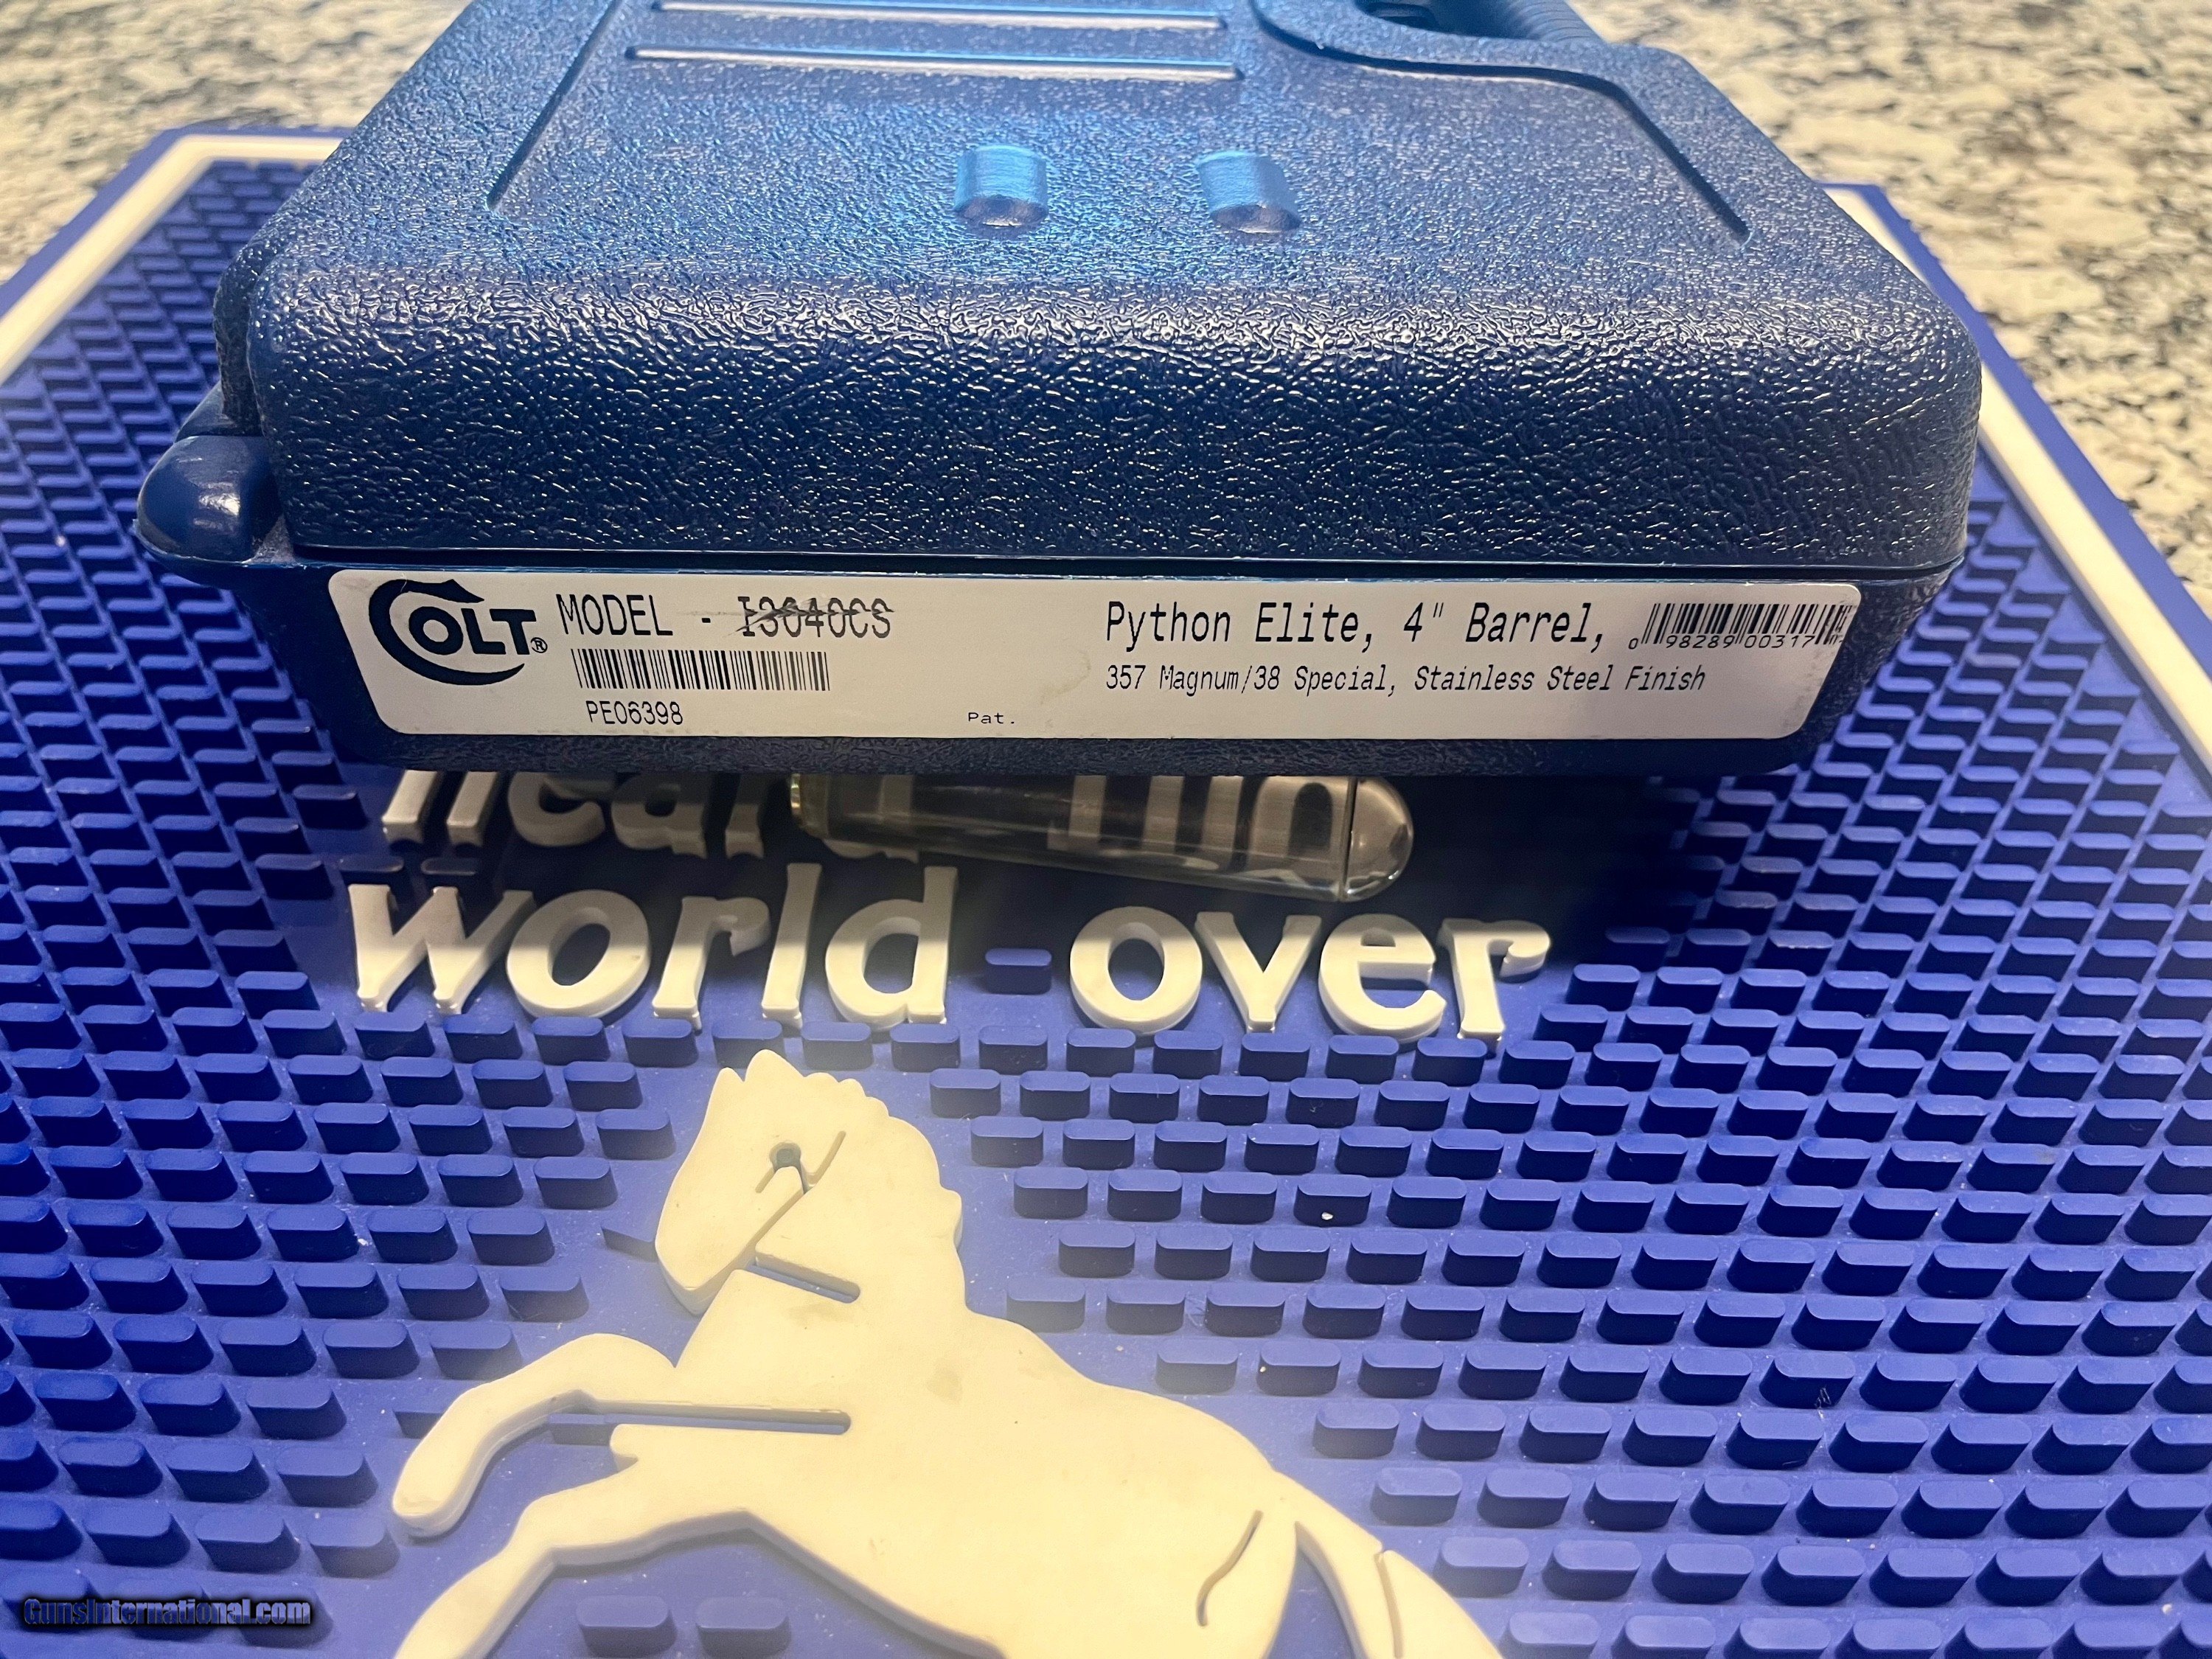 COLT® MODEL - I3040CS
PE06398
Pat.
Python Elite, 4" Barrel,
357 Magnum/38 Special, Stainless Steel Finish
0 98289 00317
world over
GunsInternational.com